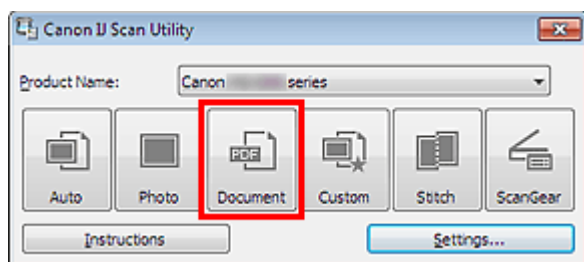 Canon IJ Scan Utility
Product Name: Canon series
PDF
Auto Photo Document Custom Stitch ScanGear
Instructions Settings...